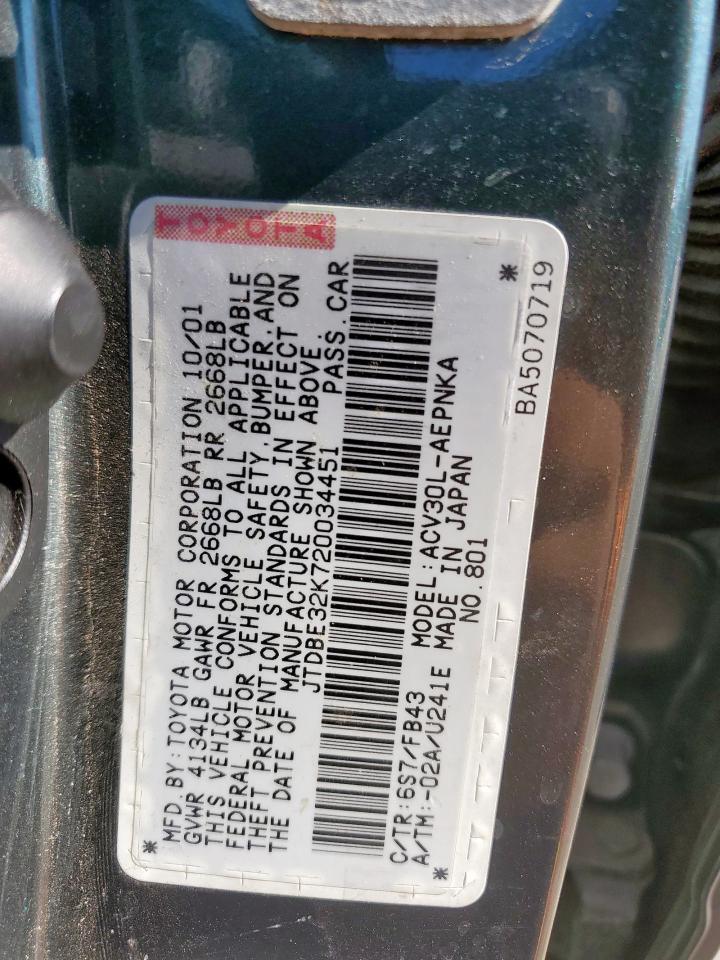 TOYOTA
MFD.BY:TOYOTA MOTOR CORPORATION 10/01
GVWR 4134LB GAWR FR 2668LB RR 2668LB
THIS VEHICLE CONFORMS TO ALL APPLICABLE
FEDERAL MOTOR VEHICLE SAFETY,BUMPER,AND
THEFT PREVENTION STANDARDS IN EFFECT ON
THE DATE OF MANUFACTURE SHOWN ABOVE.
JTDBE32K720034451 PASS.CAR
C/TR:6S7/FB43 MODEL:ACV30L-AEPNKA
A/TM:-02A/U241E MADE IN JAPAN
NO.801
BA5070719